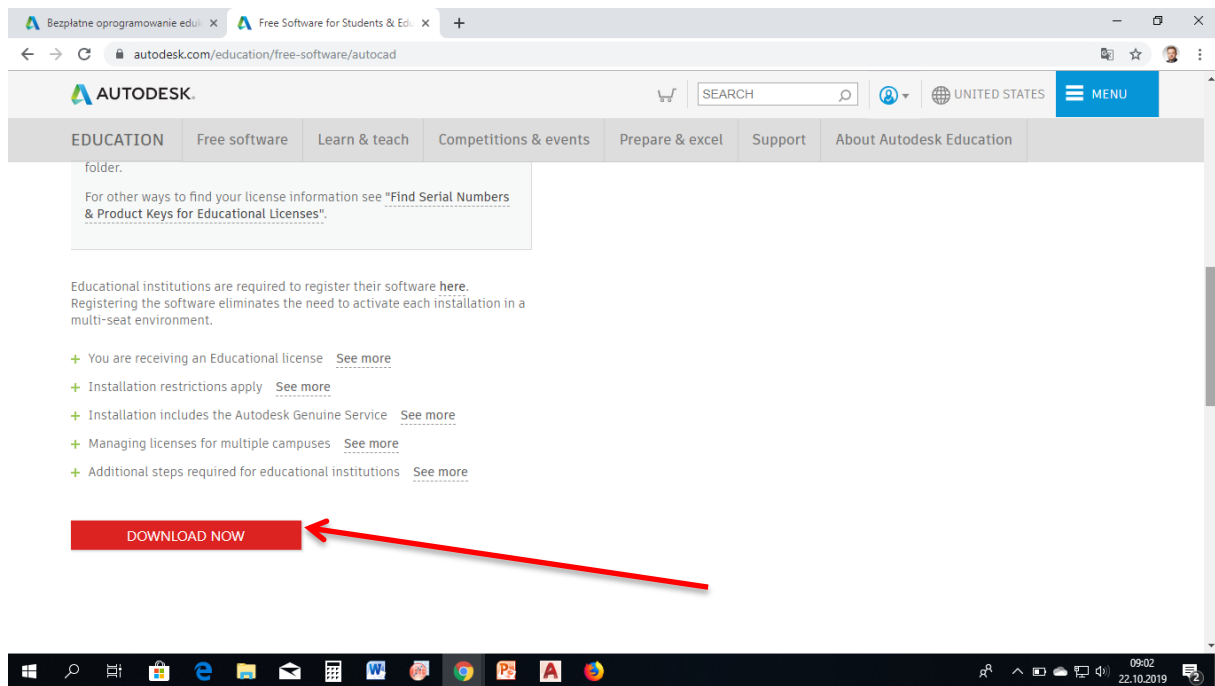 Bezpłatne oprogramowanie eduk
Free Software for Students & Edu
autodesk.com/education/free-software/autocad
AUTODESK.
SEARCH
UNITED STATES
MENU
EDUCATION
Free software
Learn & teach
Competitions & events
Prepare & excel
Support
About Autodesk Education
folder.
For other ways to find your license information see "Find Serial Numbers
& Product Keys for Educational Licenses".
Educational institutions are required to register their software here.
Registering the software eliminates the need to activate each installation in a
multi-seat environment.
+ You are receiving an Educational license See more
+ Installation restrictions apply See more
+ Installation includes the Autodesk Genuine Service See more
+ Managing licenses for multiple campuses See more
+ Additional steps required for educational institutions See more
DOWNLOAD NOW
09:02
22.10.2019
2